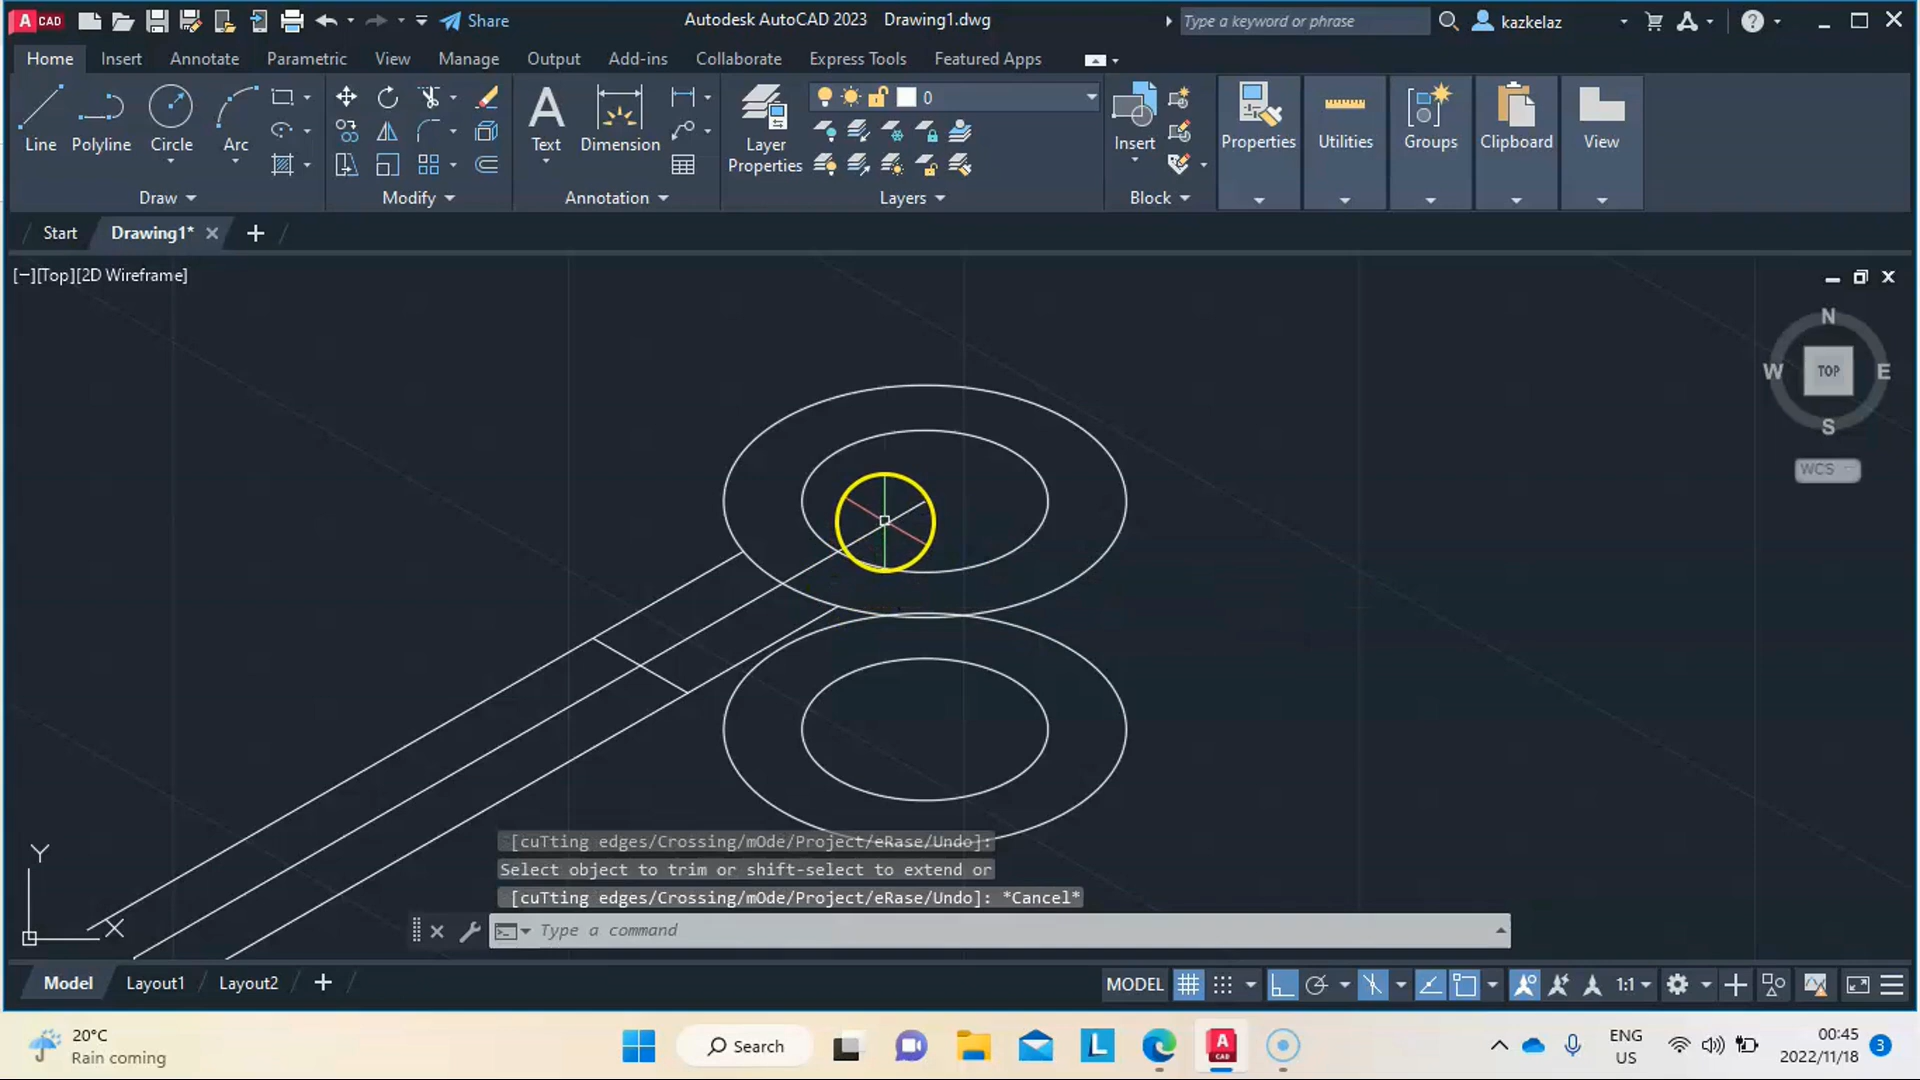 A CAD
Share
Autodesk AutoCAD 2023 Drawing1.dwg
Type a keyword or phrase
kazkelaz
Home Insert Annotate Parametric View Manage Output Add-ins Collaborate Express Tools Featured Apps
0
Line Polyline Circle Arc
Text Dimension
Layer
Properties
Insert
Properties Utilities Groups Clipboard View
Draw Modify Annotation Layers Block
Start Drawing1*
[−][Top][2D Wireframe]
N
W TOP E
S
WCS
[cuTting edges/Crossing/mOde/Project/eRase/Undo]:
Select object to trim or shift-select to extend or
[cuTting edges/Crossing/mOde/Project/eRase/Undo]: *Cancel*
Type a command
Y
X
Model Layout1 Layout2
MODEL
1:1
20°C
Rain coming
Search
L
A CAD
ENG
US
00:45
2022/11/18
3